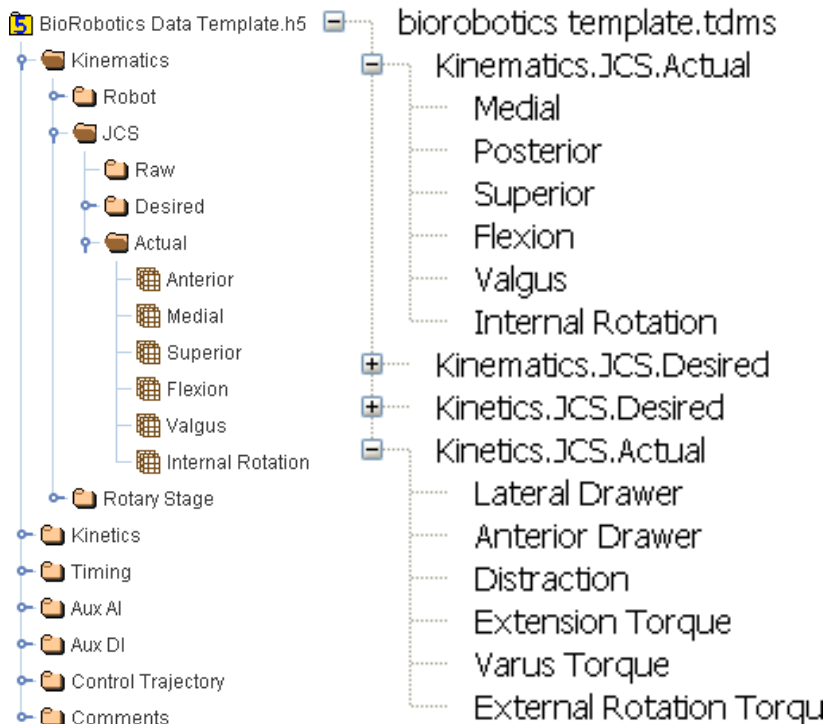 BioRobotics Data Template.h5
Kinematics
Robot
JCS
Raw
Desired
Actual
Anterior
Medial
Superior
Flexion
Valgus
Internal Rotation
Rotary Stage
Kinetics
Timing
Aux AI
Aux DI
Control Trajectory
Comments
biorobotics template.tdms
Kinematics.JCS.Actual
Medial
Posterior
Superior
Flexion
Valgus
Internal Rotation
Kinematics.JCS.Desired
Kinetics.JCS.Desired
Kinetics.JCS.Actual
Lateral Drawer
Anterior Drawer
Distraction
Extension Torque
Varus Torque
External Rotation Torqu